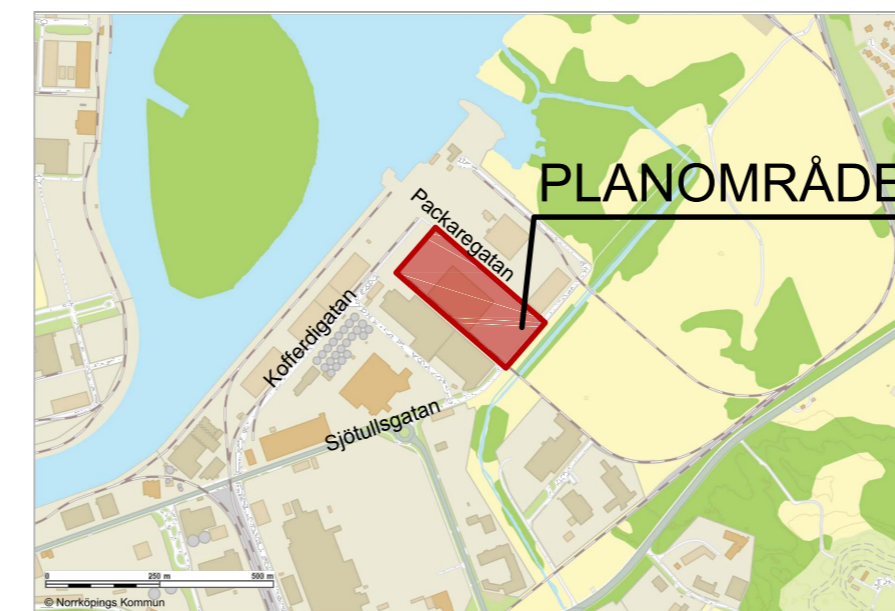 PLANOMRÅDE
Packaregatan
Kofferdigatan
Sjötullsgatan
0 250 m 500 m
© Norrköpings Kommun